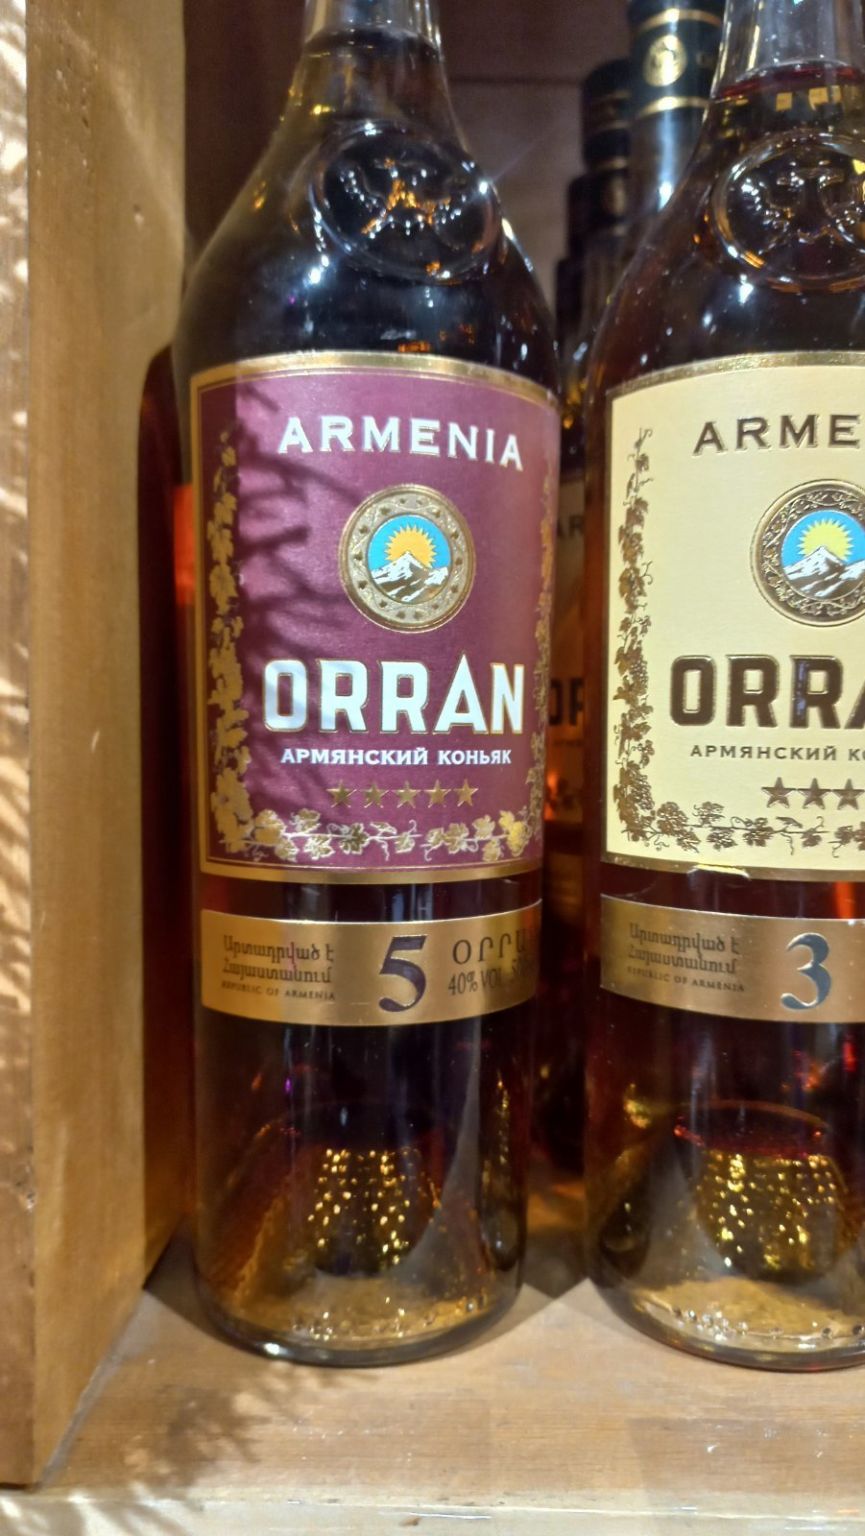 ARMENIA
ORRAN
АРМЯНСКИЙ КОНЬЯК
Արտադրված է
Հայաստանում
REPUBLIC OF ARMENIA
5
ՕՐՐԱ
40% VOL
ARME
ORRA
АРМЯНСКИЙ КО
Արտադրված է
Հայաստանում
REPUBLIC OF ARMENIA
3